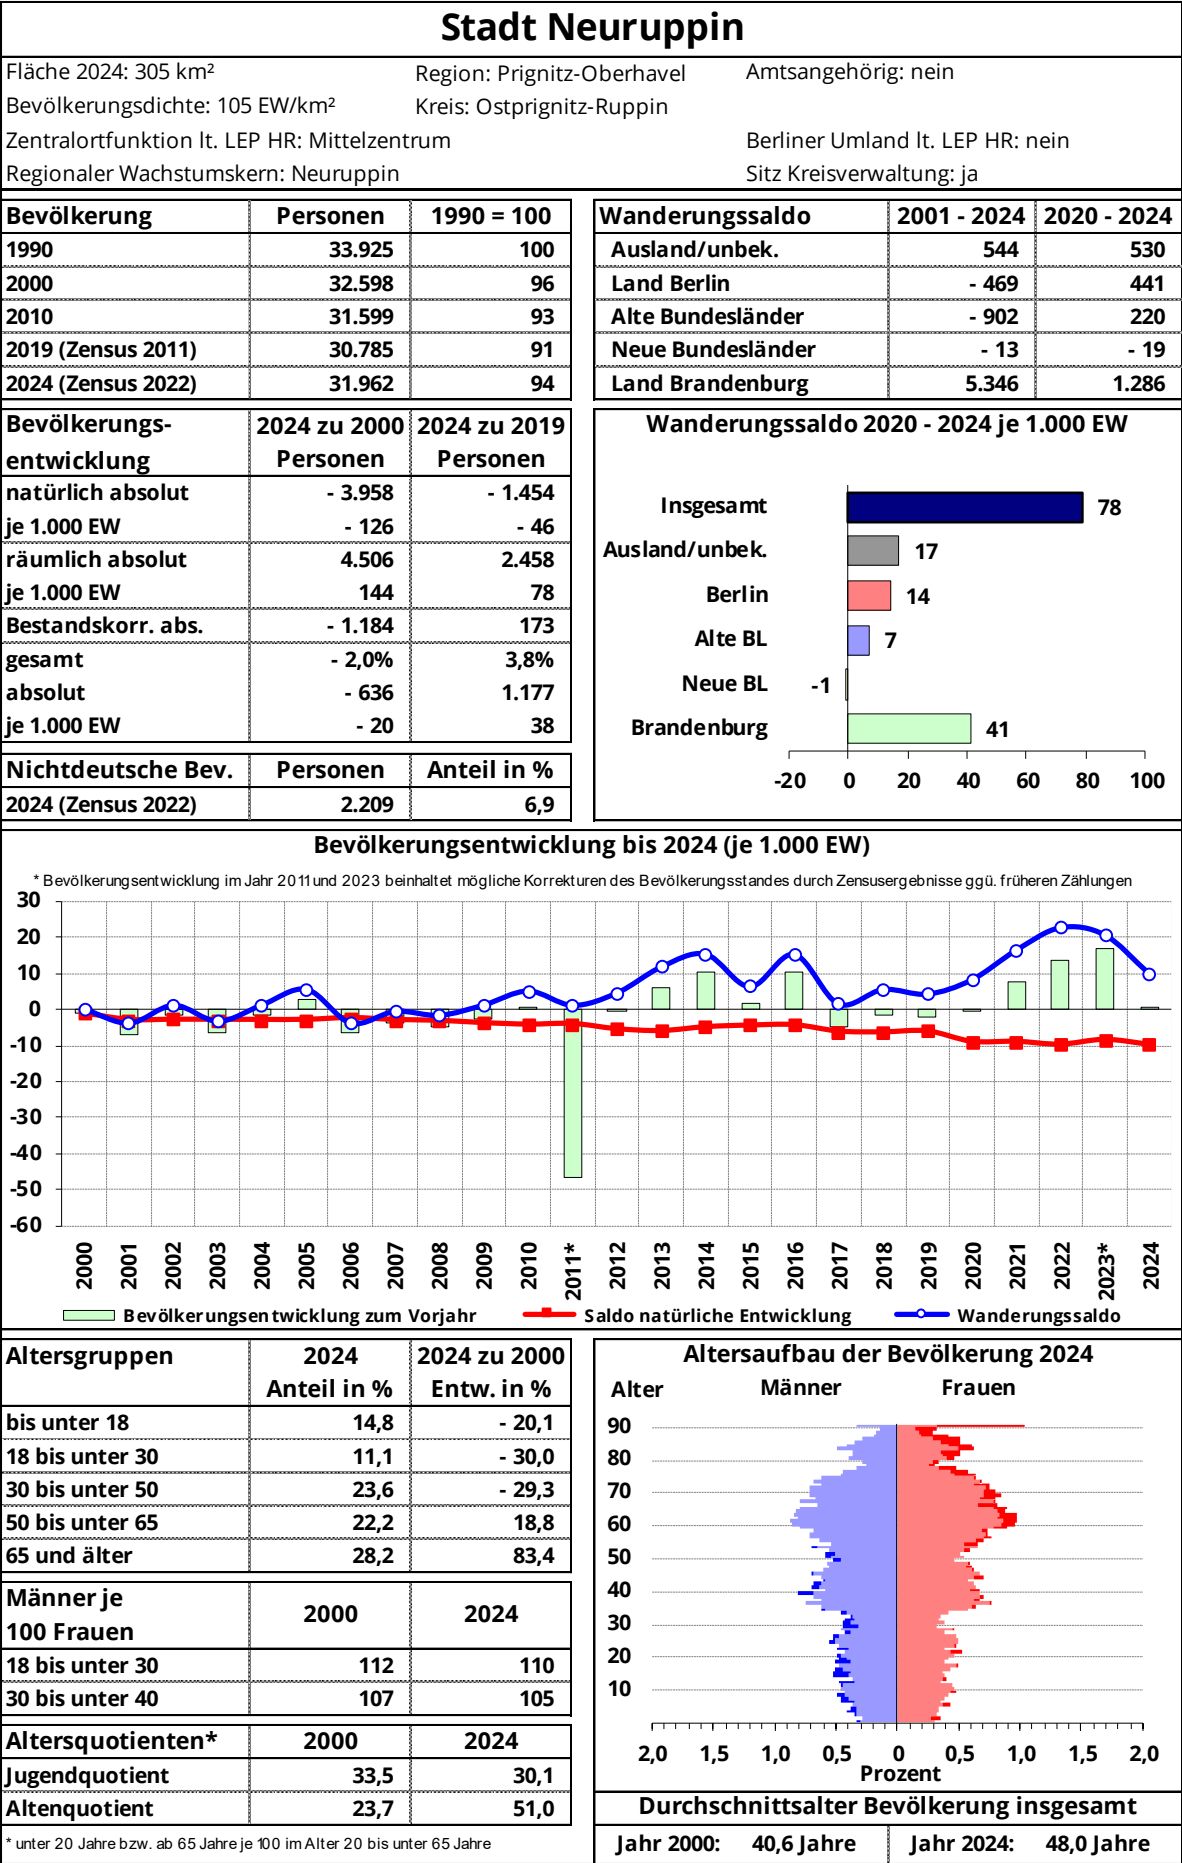 Stadt Neuruppin
Fläche 2024: 305 km² Region: Prignitz-Oberhavel Amtsangehörig: nein
Bevölkerungsdichte: 105 EW/km² Kreis: Ostprignitz-Ruppin
Zentralortfunktion lt. LEP HR: Mittelzentrum Berliner Umland lt. LEP HR: nein
Regionaler Wachstumskern: Neuruppin Sitz Kreisverwaltung: ja
Bevölkerung Personen 1990 = 100
1990 33.925 100
2000 32.598 96
2010 31.599 93
2019 (Zensus 2011) 30.785 91
2024 (Zensus 2022) 31.962 94
Wanderungssaldo 2001 - 2024 2020 - 2024
Ausland/unbek. 544 530
Land Berlin - 469 441
Alte Bundesländer - 902 220
Neue Bundesländer - 13 - 19
Land Brandenburg 5.346 1.286
Bevölkerungs- 2024 zu 2000 2024 zu 2019
entwicklung Personen Personen
natürlich absolut - 3.958 - 1.454
je 1.000 EW - 126 - 46
räumlich absolut 4.506 2.458
je 1.000 EW 144 78
Bestandskorr. abs. - 1.184 173
gesamt - 2,0% 3,8%
absolut - 636 1.177
je 1.000 EW - 20 38
Nichtdeutsche Bev. Personen Anteil in %
2024 (Zensus 2022) 2.209 6,9
Wanderungssaldo 2020 - 2024 je 1.000 EW
Insgesamt 78
Ausland/unbek. 17
Berlin 14
Alte BL 7
Neue BL -1
Brandenburg 41
-20 0 20 40 60 80 100
Bevölkerungsentwicklung bis 2024 (je 1.000 EW)
* Bevölkerungsentwicklung im Jahr 2011 und 2023 beinhaltet mögliche Korrekturen des Bevölkerungsstandes durch Zensusergebnisse ggü. früheren Zählungen
30
20
10
0
-10
-20
-30
-40
-50
-60
2000 2001 2002 2003 2004 2005 2006 2007 2008 2009 2010 2011* 2012 2013 2014 2015 2016 2017 2018 2019 2020 2021 2022 2023* 2024
Bevölkerungsentwicklung zum Vorjahr Saldo natürliche Entwicklung Wanderungssaldo
Altersgruppen 2024 2024 zu 2000
Anteil in % Entw. in %
bis unter 18 14,8 - 20,1
18 bis unter 30 11,1 - 30,0
30 bis unter 50 23,6 - 29,3
50 bis unter 65 22,2 18,8
65 und älter 28,2 83,4
Männer je
100 Frauen 2000 2024
18 bis unter 30 112 110
30 bis unter 40 107 105
Altersquotienten* 2000 2024
Jugendquotient 33,5 30,1
Altenquotient 23,7 51,0
* unter 20 Jahre bzw. ab 65 Jahre je 100 im Alter 20 bis unter 65 Jahre
Altersaufbau der Bevölkerung 2024
Alter Männer Frauen
90
80
70
60
50
40
30
20
10
2,0 1,5 1,0 0,5 0 0,5 1,0 1,5 2,0
Prozent
Durchschnittsalter Bevölkerung insgesamt
Jahr 2000: 40,6 Jahre Jahr 2024: 48,0 Jahre